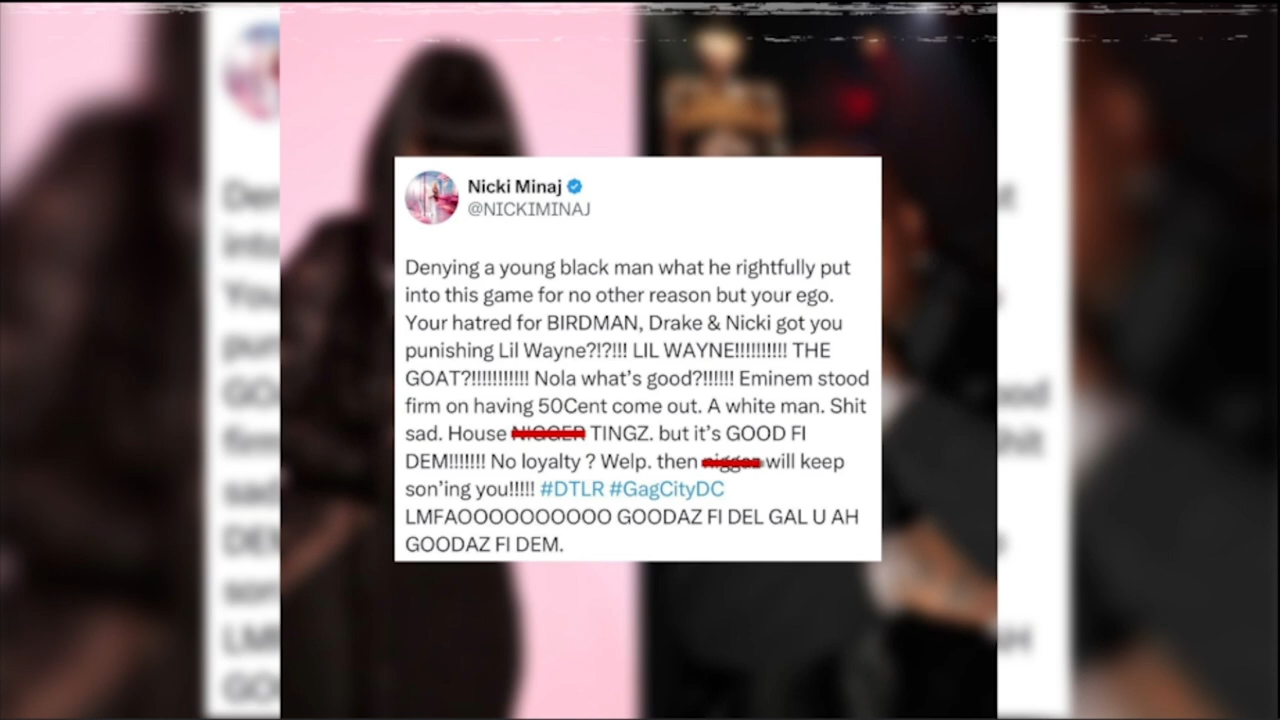 Nicki Minaj
@NICKIMINAJ
Denying a young black man what he rightfully put
into this game for no other reason but your ego.
Your hatred for BIRDMAN, Drake & Nicki got you
punishing Lil Wayne?!?!!! LIL WAYNE!!!!!!!!!! THE
GOAT?!!!!!!!!!!! Nola what's good?!!!!!! Eminem stood
firm on having 50Cent come out. A white man. Shit
sad. House TINGZ. but it's GOOD FI
DEM!!!!!!! No loyalty ? Welp. then will keep
son'ing you!!!!! #DTLR #GagCityDC
LMFAOOOOOOOOOO GOODAZ FI DEL GAL U AH
GOODAZ FI DEM.